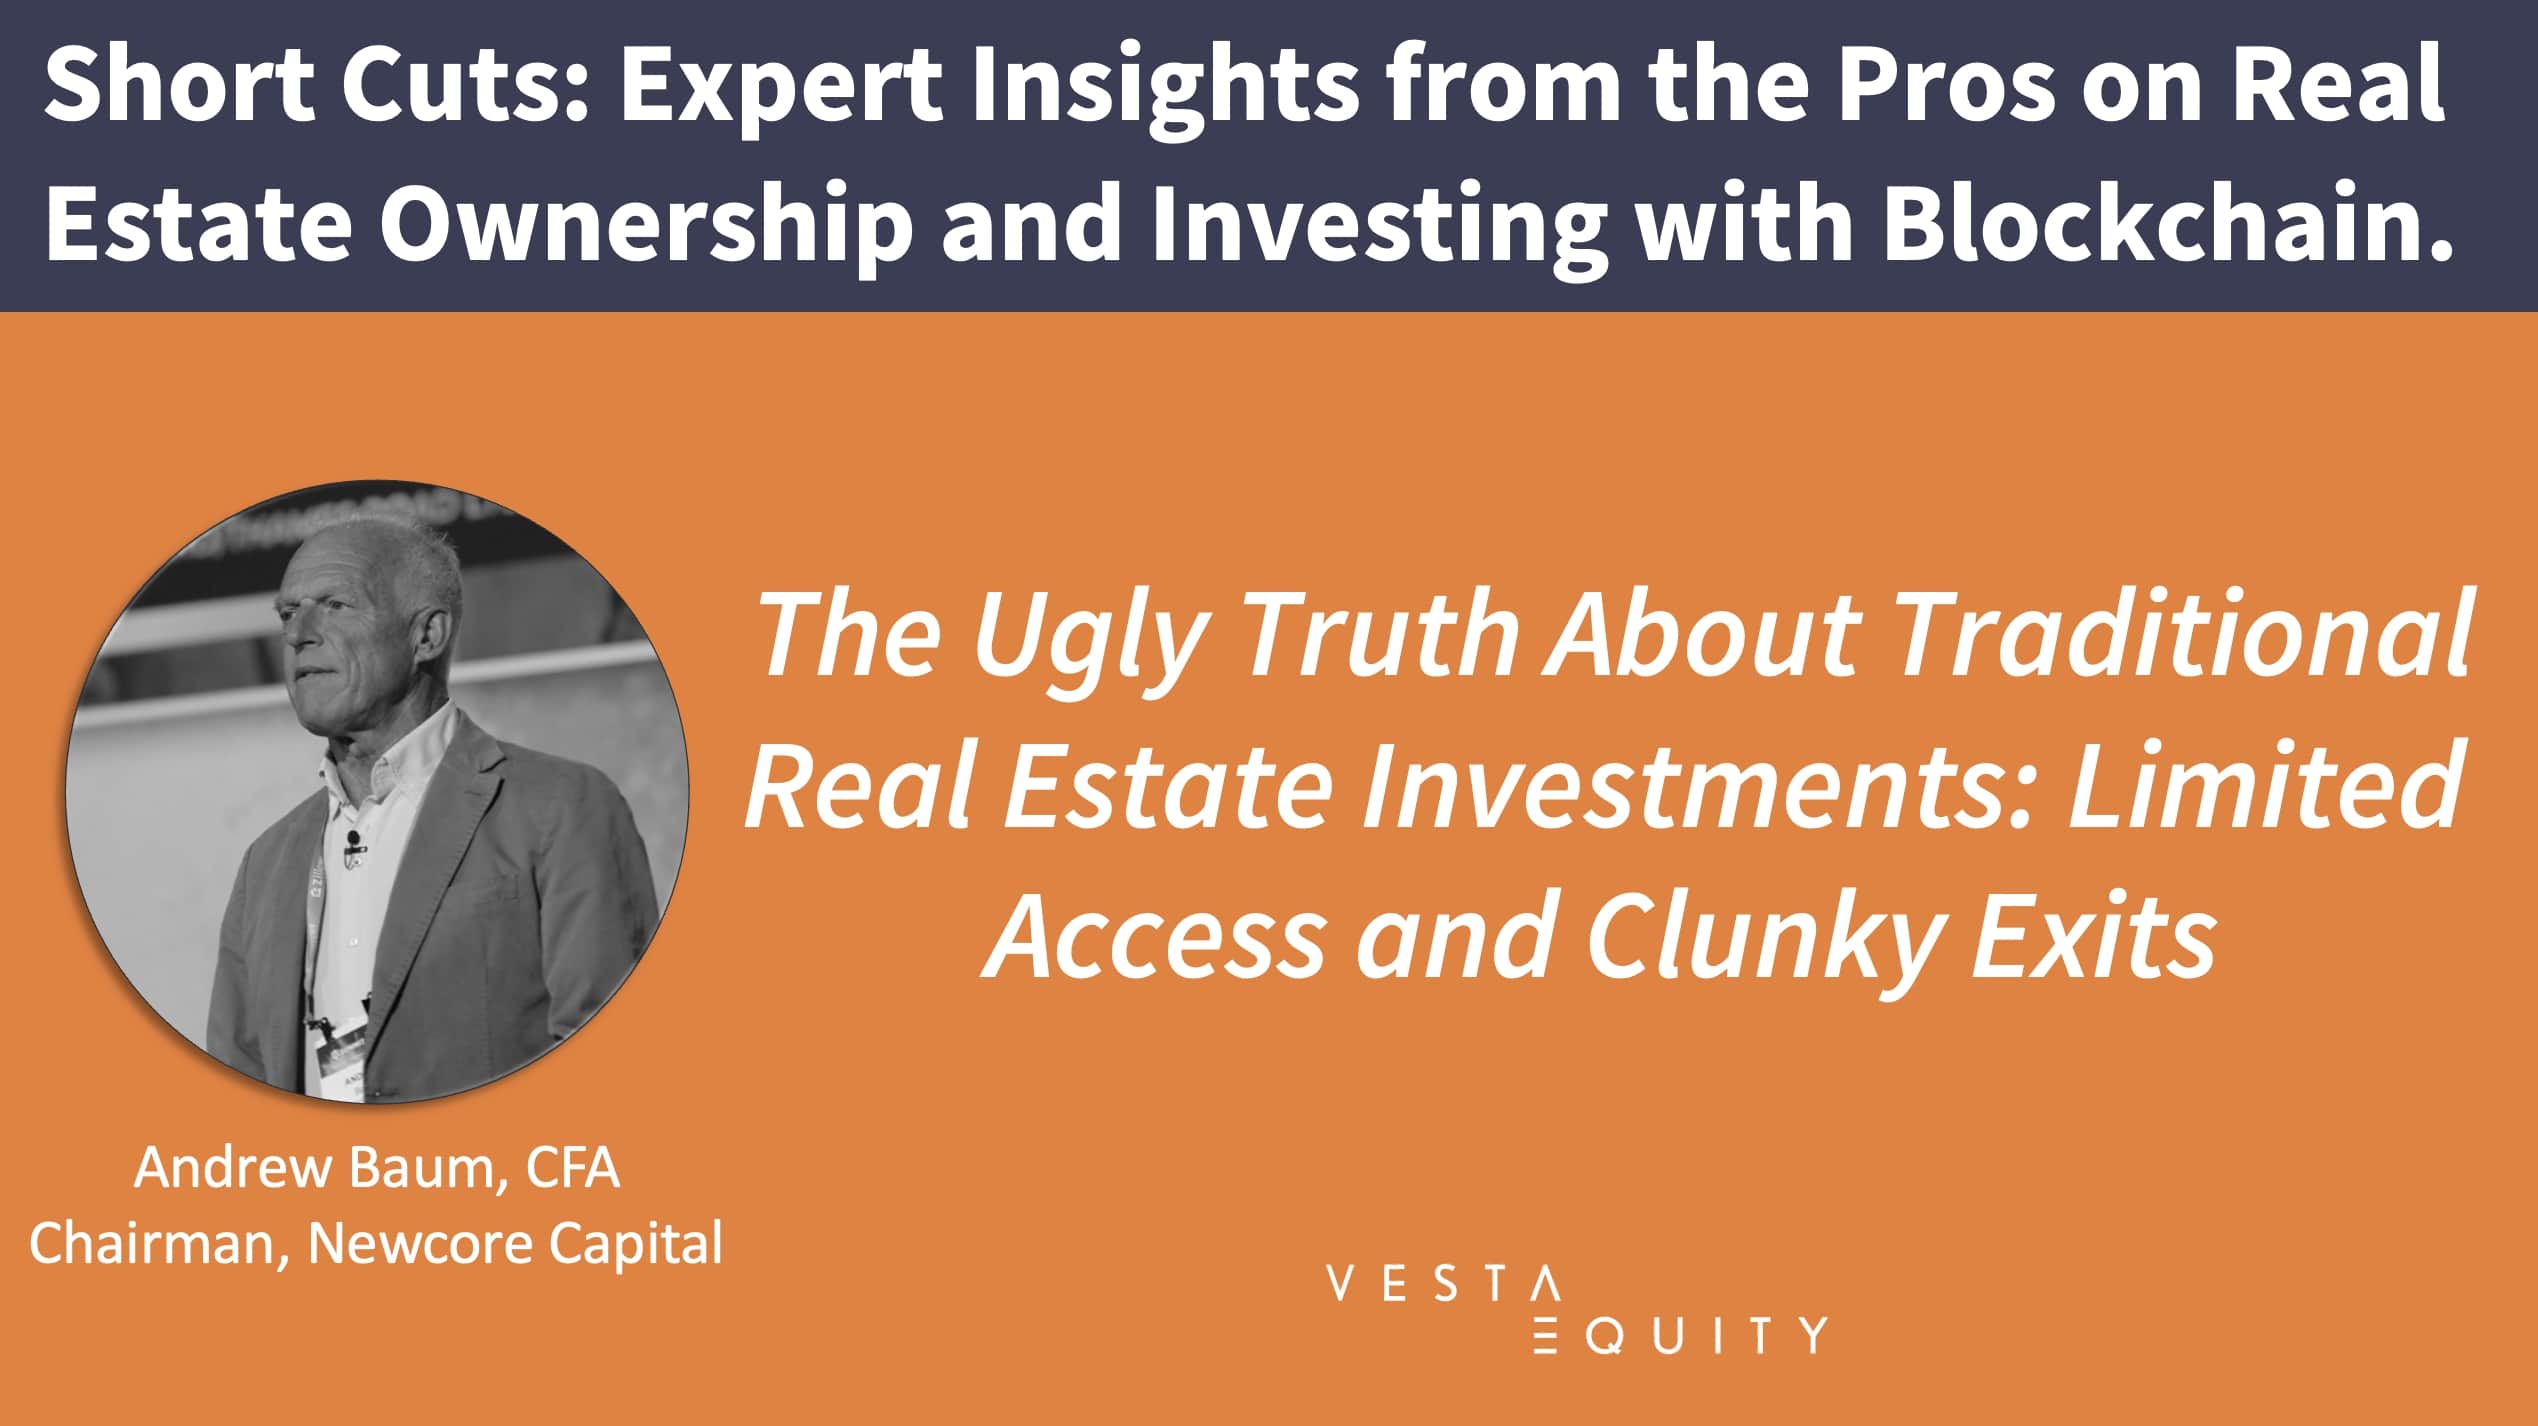 Short Cuts: Expert Insights from the Pros on Real
Estate Ownership and Investing with Blockchain.
The Ugly Truth About Traditional
Real Estate Investments: Limited
Access and Clunky Exits
Andrew Baum, CFA
Chairman, Newcore Capital
VESTA
EQUITY